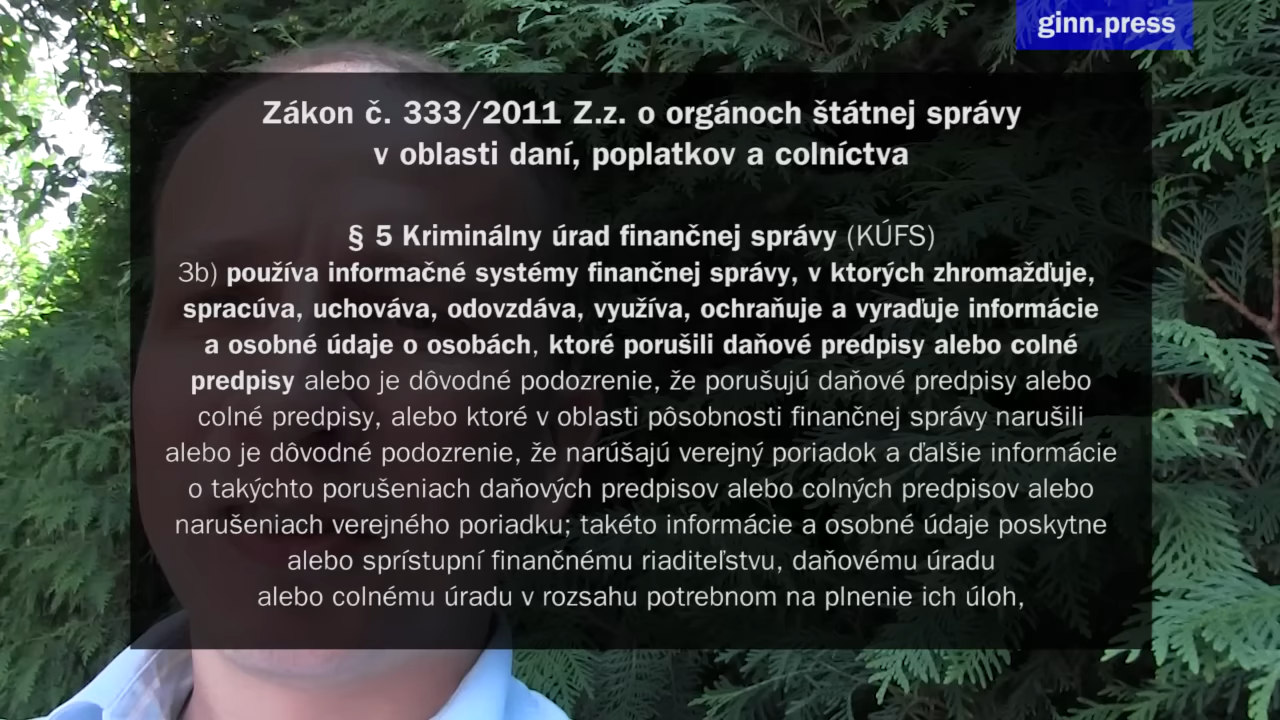 ginn.press
Zákon č. 333/2011 Z.z. o orgánoch štátnej správy
v oblasti daní, poplatkov a colníctva
§ 5 Kriminálny úrad finančnej správy (KÚFS)
3b) používa informačné systémy finančnej správy, v ktorých zhromažďuje,
spracúva, uchováva, odovzdáva, využíva, ochraňuje a vyraďuje informácie
a osobné údaje o osobách, ktoré porušili daňové predpisy alebo colné
predpisy alebo je dôvodné podozrenie, že porušujú daňové predpisy alebo
colné predpisy, alebo ktoré v oblasti pôsobnosti finančnej správy narušili
alebo je dôvodné podozrenie, že narúšajú verejný poriadok a ďalšie informácie
o takýchto porušeniach daňových predpisov alebo colných predpisov alebo
narušeniach verejného poriadku; takéto informácie a osobné údaje poskytne
alebo sprístupní finančnému riaditeľstvu, daňovému úradu
alebo colnému úradu v rozsahu potrebnom na plnenie ich úloh,